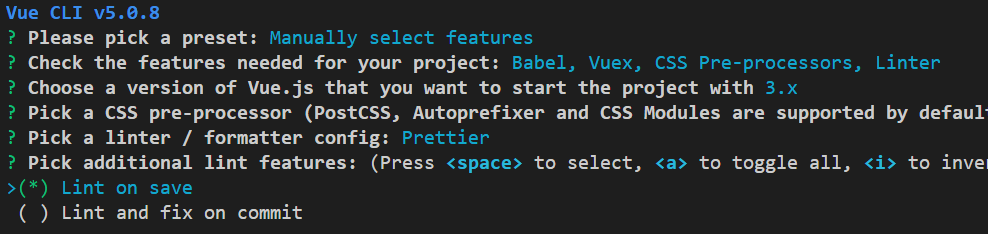 Vue CLI v5.0.8
? Please pick a preset: Manually select features
? Check the features needed for your project: Babel, Vuex, CSS Pre-processors, Linter
? Choose a version of Vue.js that you want to start the project with 3.x
? Pick a CSS pre-processor (PostCSS, Autoprefixer and CSS Modules are supported by default
? Pick a linter / formatter config: Prettier
? Pick additional lint features: (Press <space> to select, <a> to toggle all, <i> to inver
>(*) Lint on save
( ) Lint and fix on commit